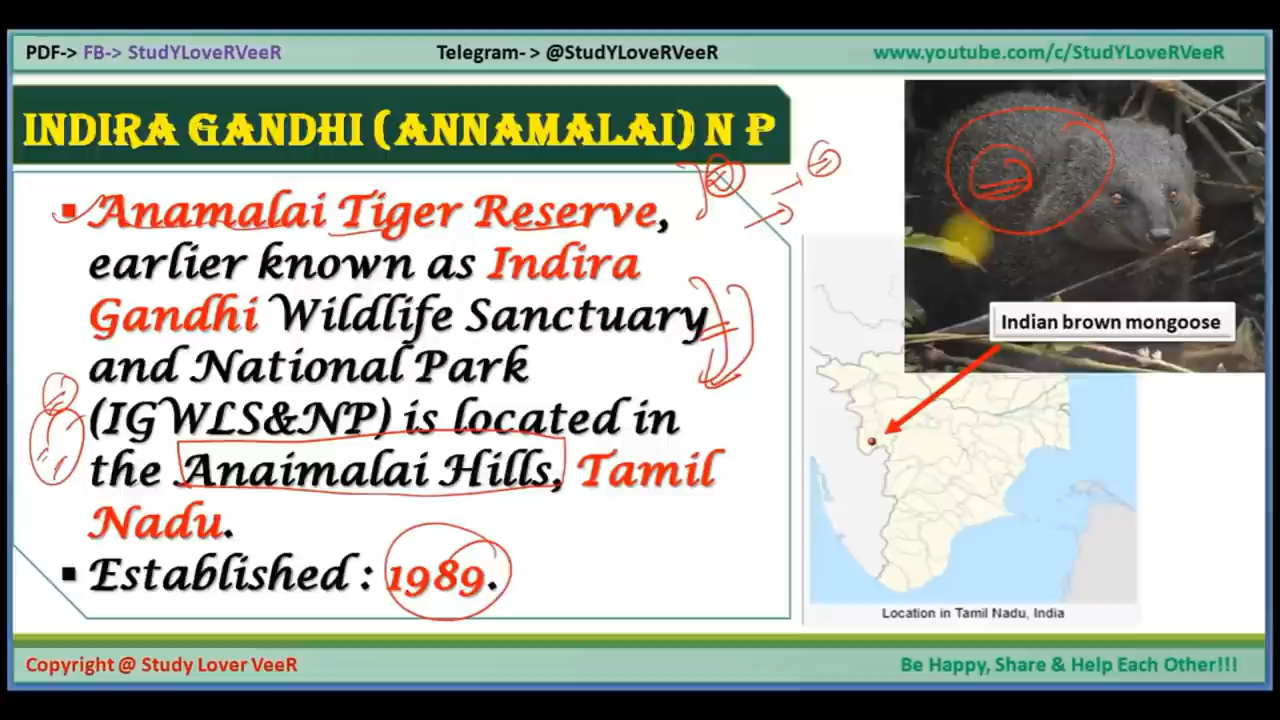 PDF-> FB-> StudYLoveRVeeR
Telegram- > @StudYLoveRVeeR
www.youtube.com/c/StudYLoveRVeeR
INDIRA GANDHI (ANNAMALAI) N P
▪ Anamalai Tiger Reserve,
earlier known as Indira
Gandhi Wildlife Sanctuary
and National Park
(IGWLS&NP) is located in
the Anaimalai Hills, Tamil
Nadu.
▪ Established : 1989.
Indian brown mongoose
Location in Tamil Nadu, India
Copyright @ Study Lover VeeR
Be Happy, Share & Help Each Other!!!